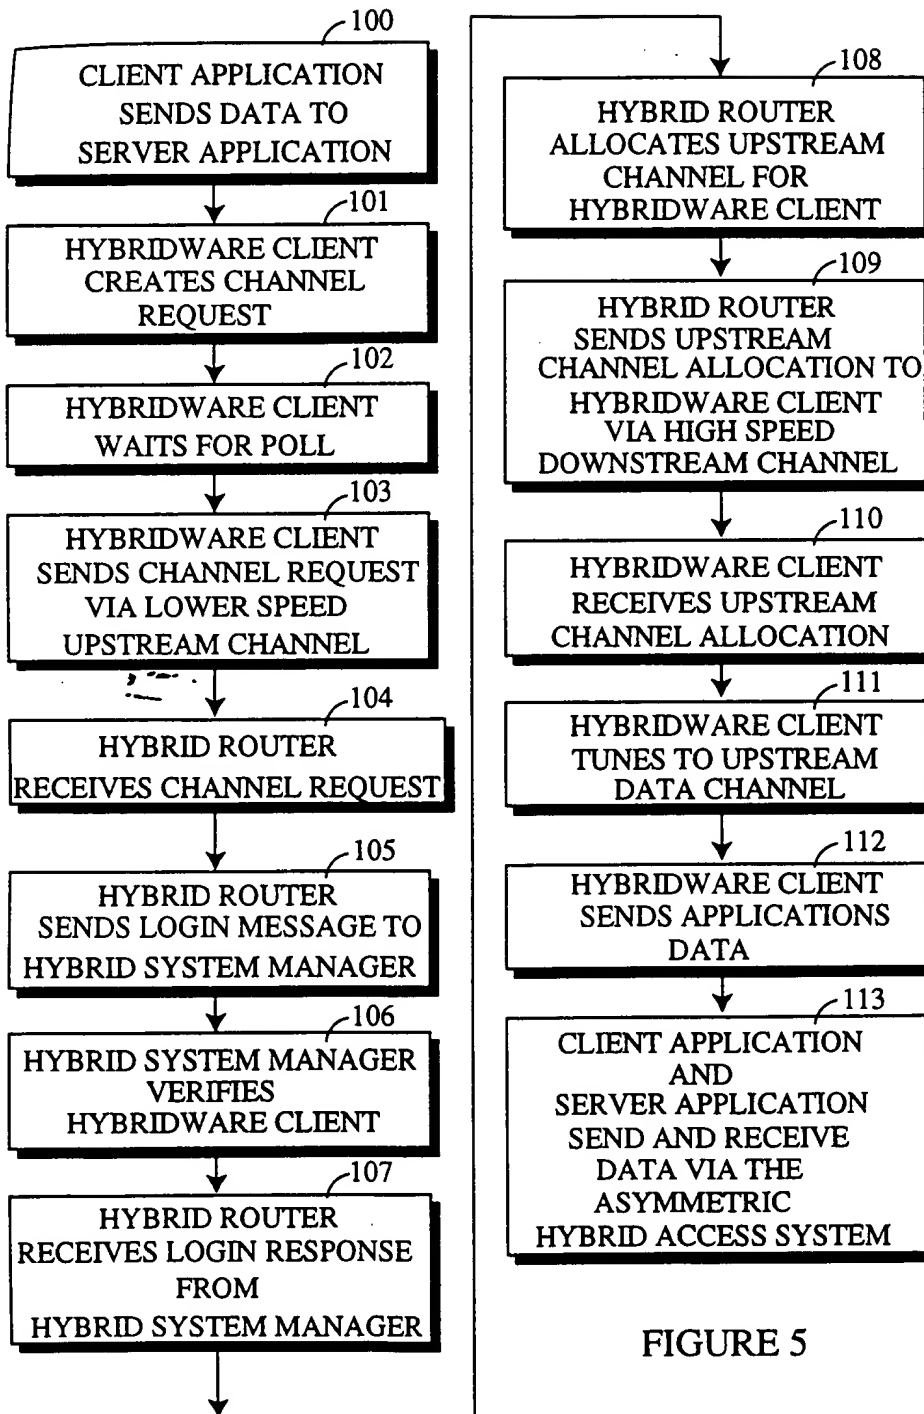 100
CLIENT APPLICATION
SENDS DATA TO
SERVER APPLICATION
101
HYBRIDWARE CLIENT
CREATES CHANNEL
REQUEST
102
HYBRIDWARE CLIENT
WAITS FOR POLL
103
HYBRIDWARE CLIENT
SENDS CHANNEL REQUEST
VIA LOWER SPEED
UPSTREAM CHANNEL
104
HYBRID ROUTER
RECEIVES CHANNEL REQUEST
105
HYBRID ROUTER
SENDS LOGIN MESSAGE TO
HYBRID SYSTEM MANAGER
106
HYBRID SYSTEM MANAGER
VERIFIES
HYBRIDWARE CLIENT
107
HYBRID ROUTER
RECEIVES LOGIN RESPONSE
FROM
HYBRID SYSTEM MANAGER
108
HYBRID ROUTER
ALLOCATES UPSTREAM
CHANNEL FOR
HYBRIDWARE CLIENT
109
HYBRID ROUTER
SENDS UPSTREAM
CHANNEL ALLOCATION TO
HYBRIDWARE CLIENT
VIA HIGH SPEED
DOWNSTREAM CHANNEL
110
HYBRIDWARE CLIENT
RECEIVES UPSTREAM
CHANNEL ALLOCATION
111
HYBRIDWARE CLIENT
TUNES TO UPSTREAM
DATA CHANNEL
112
HYBRIDWARE CLIENT
SENDS APPLICATIONS
DATA
113
CLIENT APPLICATION
AND
SERVER APPLICATION
SEND AND RECEIVE
DATA VIA THE
ASYMMETRIC
HYBRID ACCESS SYSTEM
FIGURE 5